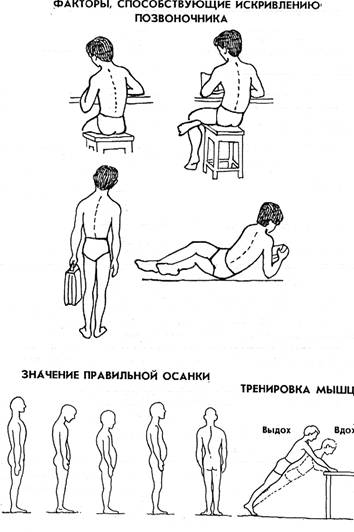 ФАКТОРЫ, СПОСОБСТВУЮЩИЕ ИСКРИВЛЕНИЮ
ПОЗВОНОЧНИКА
ЗНАЧЕНИЕ ПРАВИЛЬНОЙ ОСАНКИ
ТРЕНИРОВКА МЫШЦ
Выдох
Вдох